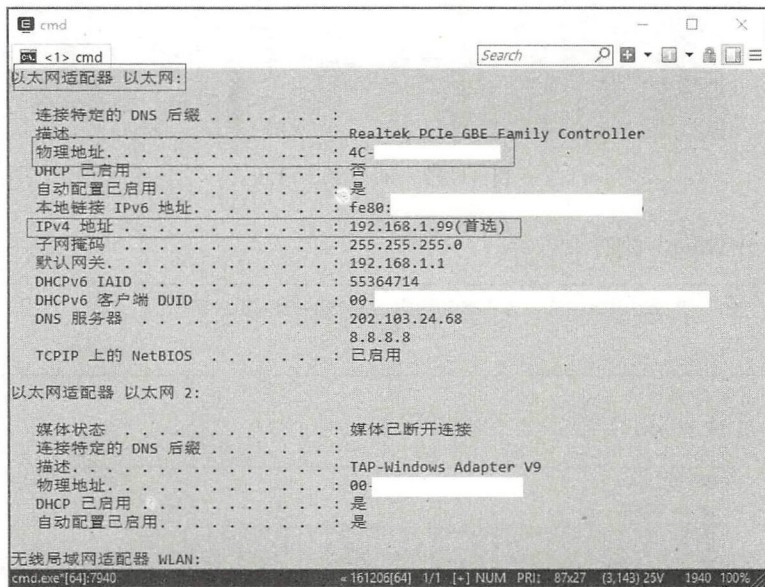 cmd
<1> cmd
Search
以太网适配器 以太网:
连接特定的 DNS 后缀 . . . . . . . :
描述. . . . . . . . . . . . . . . : Realtek PCIe GBE Family Controller
物理地址. . . . . . . . . . . . . : 4C-
DHCP 已启用 . . . . . . . . . . . : 否
自动配置已启用. . . . . . . . . . : 是
本地链接 IPv6 地址. . . . . . . . : fe80:
IPv4 地址 . . . . . . . . . . . . : 192.168.1.99(首选)
子网掩码 . . . . . . . . . . . . : 255.255.255.0
默认网关. . . . . . . . . . . . . : 192.168.1.1
DHCPv6 IAID . . . . . . . . . . . : 55364714
DHCPv6 客户端 DUID . . . . . . . : 00-
DNS 服务器 . . . . . . . . . . . : 202.103.24.68
8.8.8.8
TCPIP 上的 NetBIOS . . . . . . . : 已启用
以太网适配器 以太网 2:
媒体状态 . . . . . . . . . . . . : 媒体已断开连接
连接特定的 DNS 后缀 . . . . . . . :
描述. . . . . . . . . . . . . . . : TAP-Windows Adapter V9
物理地址. . . . . . . . . . . . . : 00-
DHCP 已启用 . . . . . . . . . . . : 是
自动配置已启用. . . . . . . . . . : 是
无线局域网适配器 WLAN:
cmd.exe*[64]:7940 « 161206[64] 1/1 [+] NUM PRI: 87x27 (3,143) 25V 1940 100%